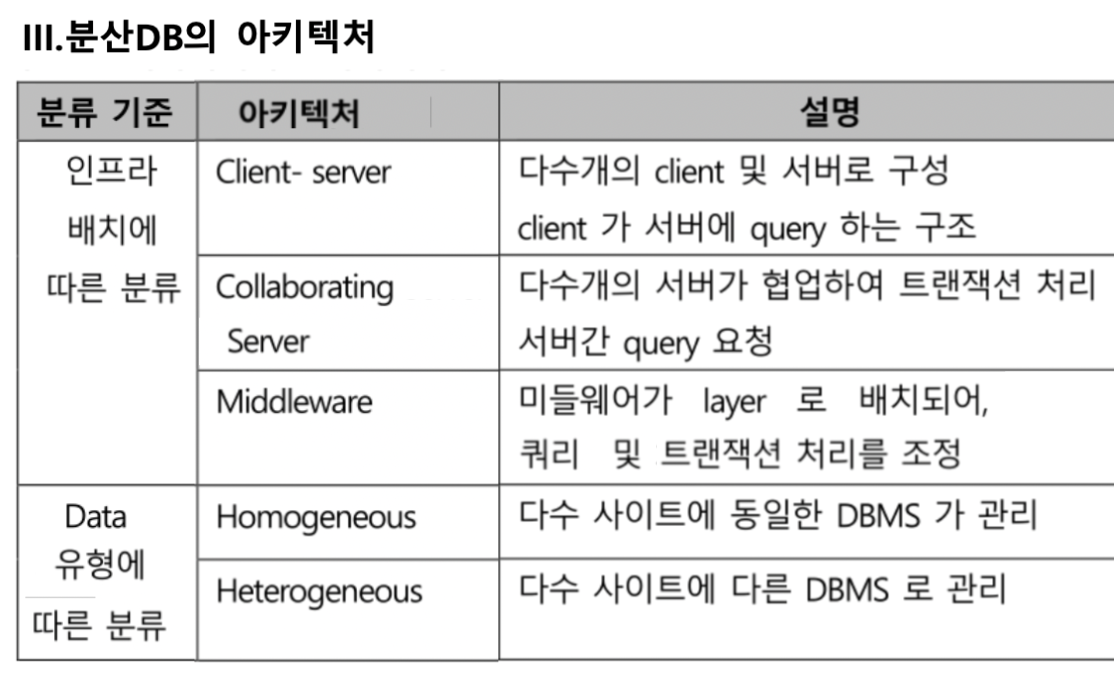 III.분산DB의 아키텍처
분류 기준 아키텍처 설명
인프라
배치에
따른 분류
Client- server
다수개의 client 및 서버로 구성
client 가 서버에 query 하는 구조
Collaborating
Server
다수개의 서버가 협업하여 트랜잭션 처리
서버간 query 요청
Middleware
미들웨어가 layer 로 배치되어,
쿼리 및 트랜잭션 처리를 조정
Data
유형에
따른 분류
Homogeneous
다수 사이트에 동일한 DBMS 가 관리
Heterogeneous
다수 사이트에 다른 DBMS 로 관리